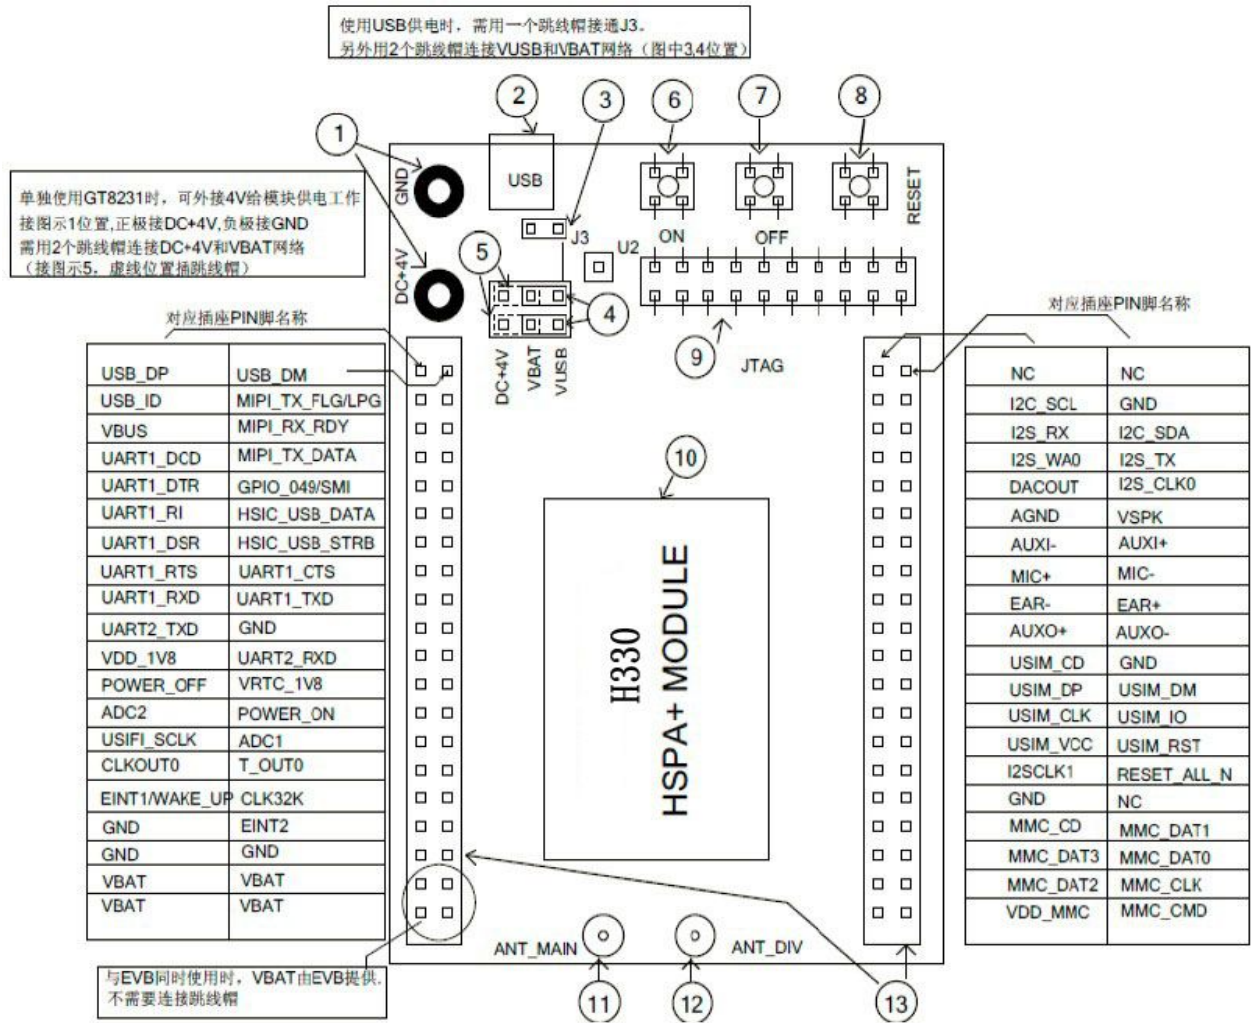 使用USB供电时，需用一个跳线帽接通J3。
另外用2个跳线帽连接VUSB和VBAT网络（图中3,4位置）
1
2
3
6
7
8
单独使用GT8231时，可外接4V给模块供电工作
接图示1位置,正极接DC+4V,负极接GND
需用2个跳线帽连接DC+4V和VBAT网络
（接图示5，虚线位置插跳线帽）
GND
USB
RESET
J3
ON
OFF
U2
5
DC+4V
4
9
JTAG
DC+4V
VBAT
VUSB
对应插座PIN脚名称
USB_DP USB_DM
USB_ID MIPI_TX_FLG/LPG
VBUS MIPI_RX_RDY
UART1_DCD MIPI_TX_DATA
UART1_DTR GPIO_049/SMI
UART1_RI HSIC_USB_DATA
UART1_DSR HSIC_USB_STRB
UART1_RTS UART1_CTS
UART1_RXD UART1_TXD
UART2_TXD GND
VDD_1V8 UART2_RXD
POWER_OFF VRTC_1V8
ADC2 POWER_ON
USIFI_SCLK ADC1
CLKOUT0 T_OUT0
EINT1/WAKE_UP CLK32K
GND EINT2
GND GND
VBAT VBAT
VBAT VBAT
10
H330
HSPA+ MODULE
对应插座PIN脚名称
NC NC
I2C_SCL GND
I2S_RX I2C_SDA
I2S_WA0 I2S_TX
DACOUT I2S_CLK0
AGND VSPK
AUXI- AUXI+
MIC+ MIC-
EAR- EAR+
AUXO+ AUXO-
USIM_CD GND
USIM_DP USIM_DM
USIM_CLK USIM_IO
USIM_VCC USIM_RST
I2SCLK1 RESET_ALL_N
GND NC
MMC_CD MMC_DAT1
MMC_DAT3 MMC_DAT0
MMC_DAT2 MMC_CLK
VDD_MMC MMC_CMD
ANT_MAIN
ANT_DIV
与EVB同时使用时，VBAT由EVB提供.
不需要连接跳线帽
11
12
13